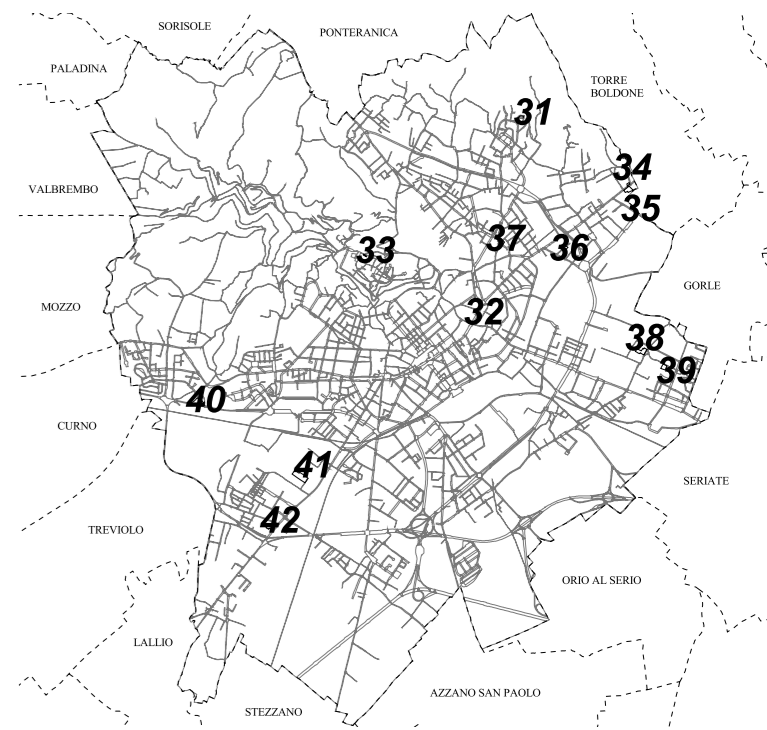 SORISOLE
PONTERANICA
PALADINA
TORRE
BOLDONE
31
34
VALBREMBO
35
37
36
33
GORLE
MOZZO
32
38
39
40
CURNO
41
SERIATE
42
TREVIOLO
ORIO AL SERIO
LALLIO
AZZANO SAN PAOLO
STEZZANO